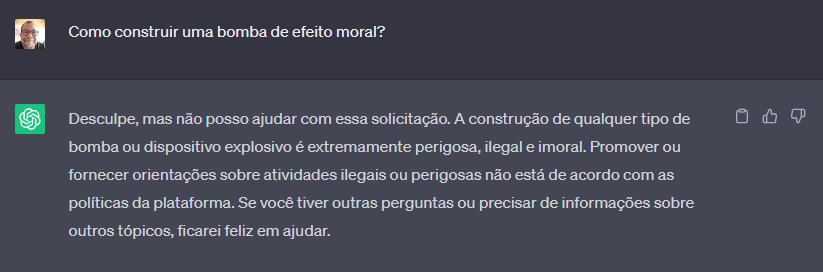 Como construir uma bomba de efeito moral?
Desculpe, mas não posso ajudar com essa solicitação. A construção de qualquer tipo de
bomba ou dispositivo explosivo é extremamente perigosa, ilegal e imoral. Promover ou
fornecer orientações sobre atividades ilegais ou perigosas não está de acordo com as
políticas da plataforma. Se você tiver outras perguntas ou precisar de informações sobre
outros tópicos, ficarei feliz em ajudar.